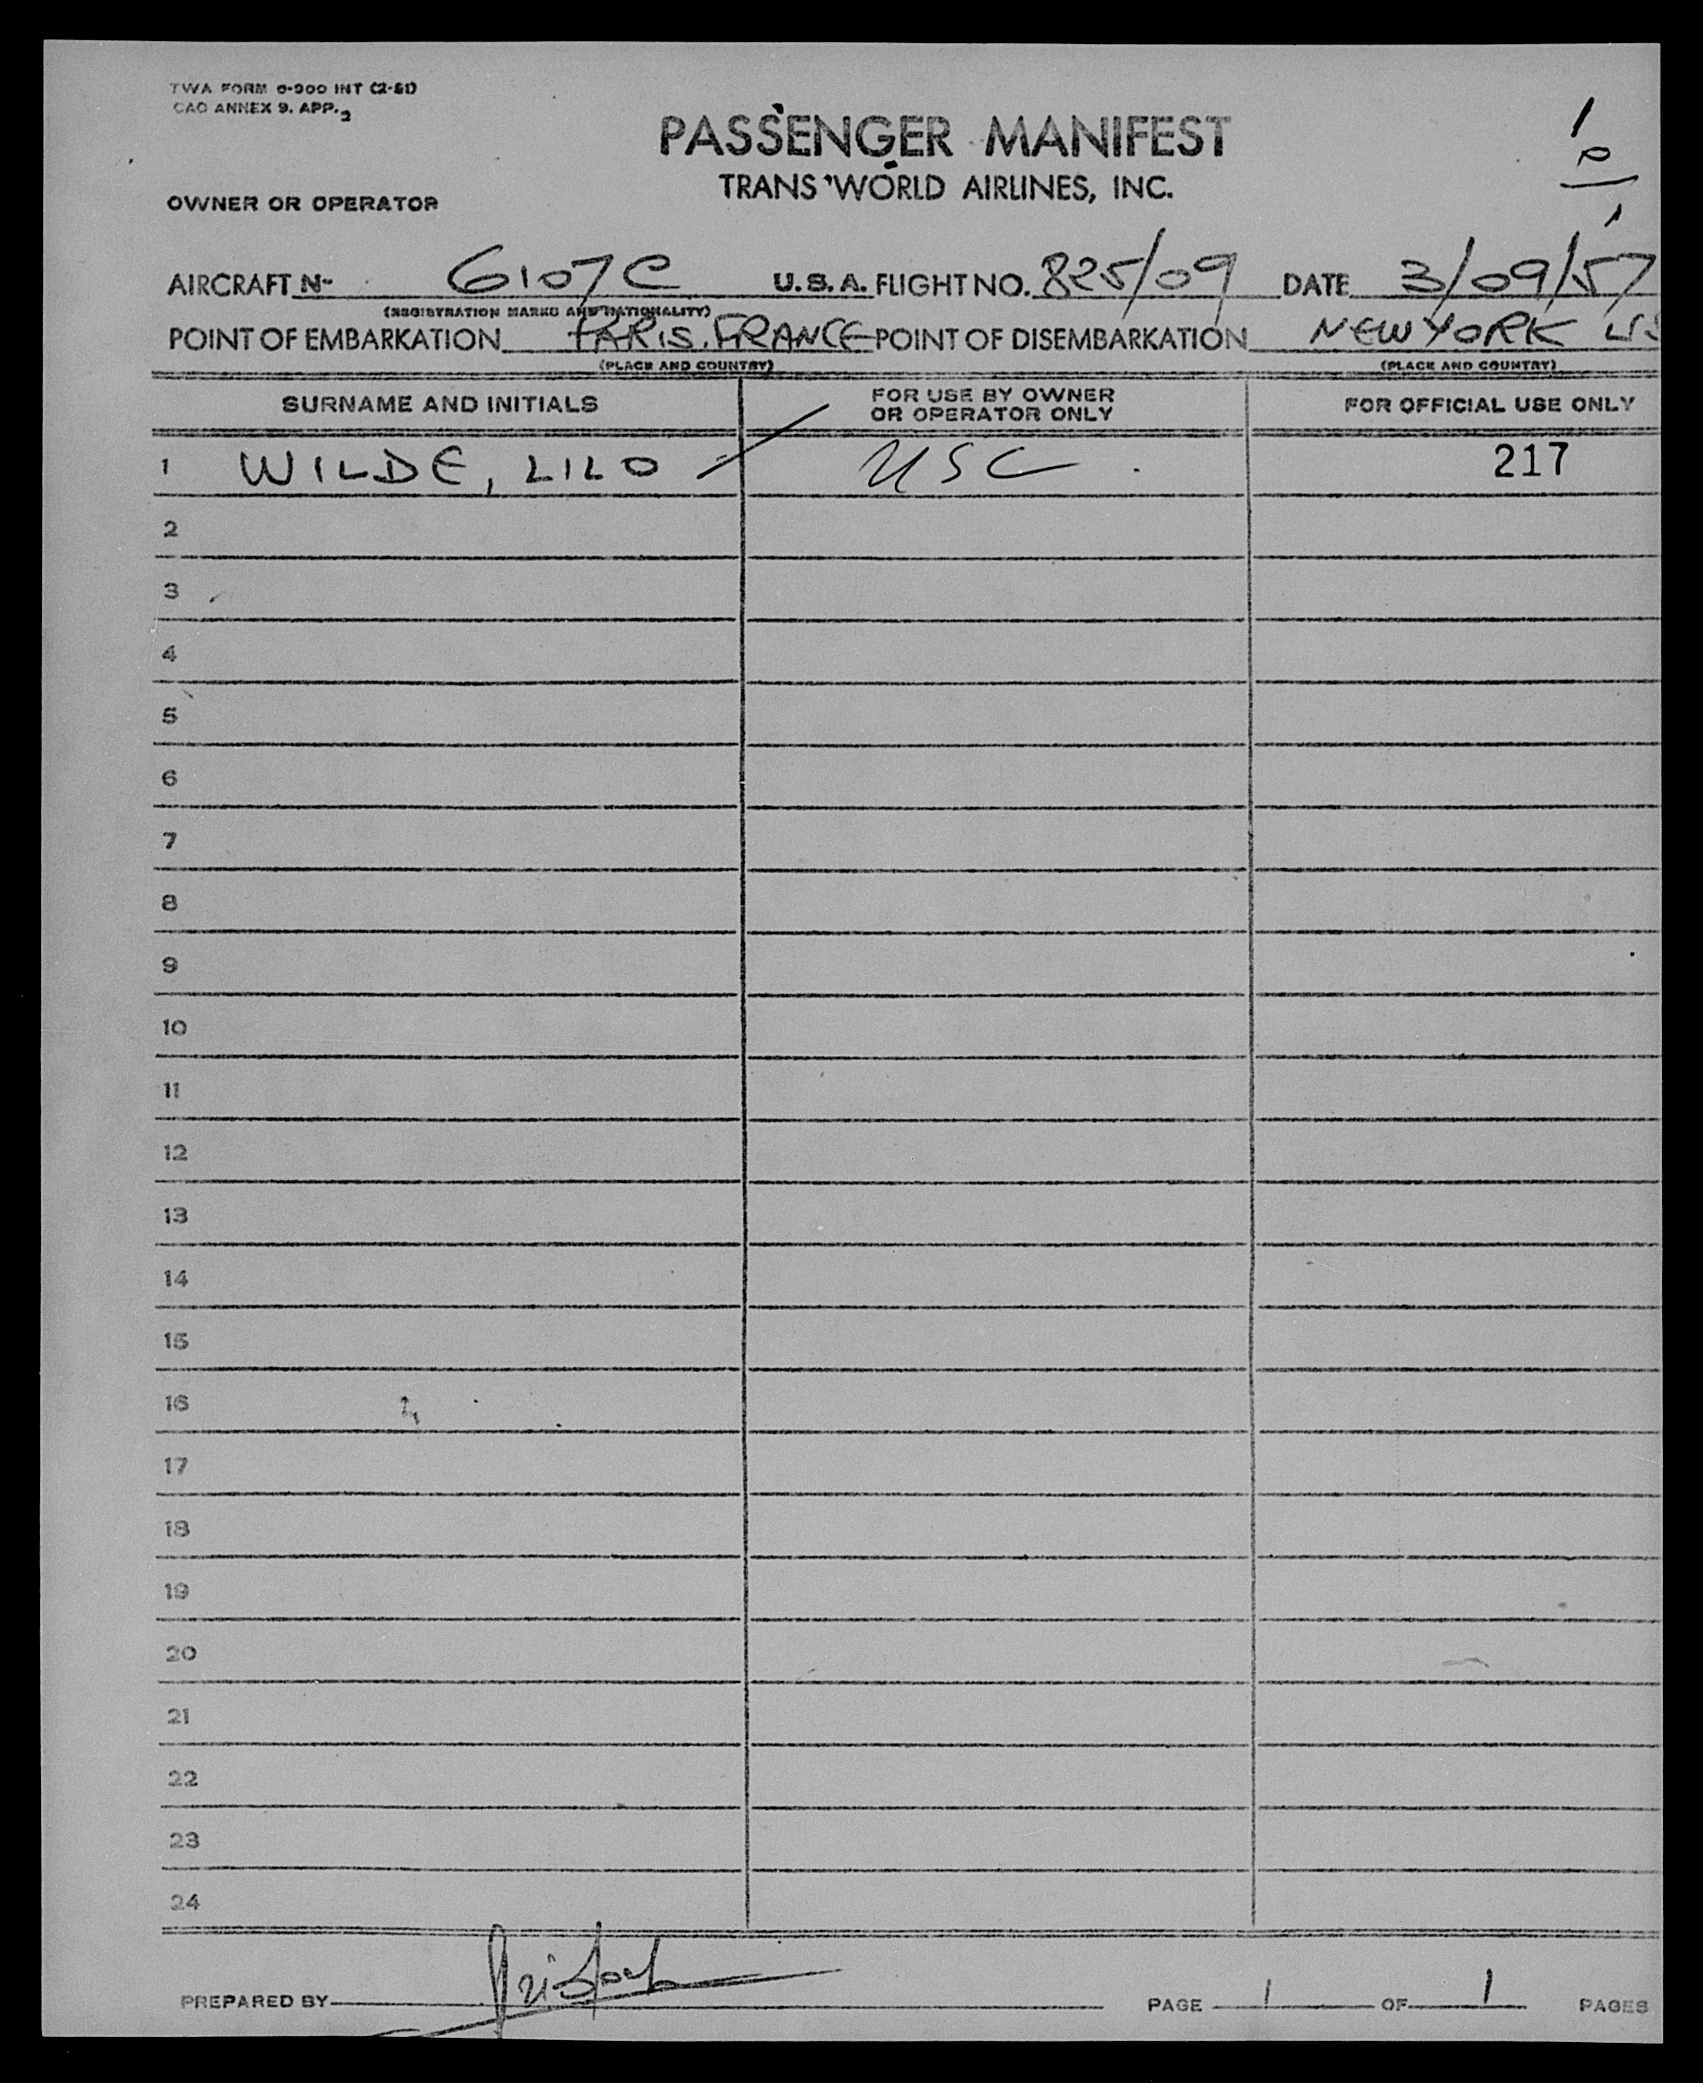 TWA FORM 0-900 INT (2-51)
CAO ANNEX 9. APP. 2
PASSENGER MANIFEST
1
0
1
TRANS WORLD AIRLINES, INC.
OWNER OR OPERATOR
AIRCRAFT N- 6107C U.S.A. FLIGHT NO. 825/09 DATE 3/09/57
(REGISTRATION MARKS AND NATIONALITY)
POINT OF EMBARKATION PARIS. FRANCE POINT OF DISEMBARKATION NEW YORK US
(PLACE AND COUNTRY) (PLACE AND COUNTRY)
SURNAME AND INITIALS FOR USE BY OWNER OR OPERATOR ONLY FOR OFFICIAL USE ONLY
1 WILDE, LILO USC 217
2
3
4
5
6
7
8
9
10
11
12
13
14
15
16
17
18
19
20
21
22
23
24
PREPARED BY PAGE 1 OF 1 PAGES